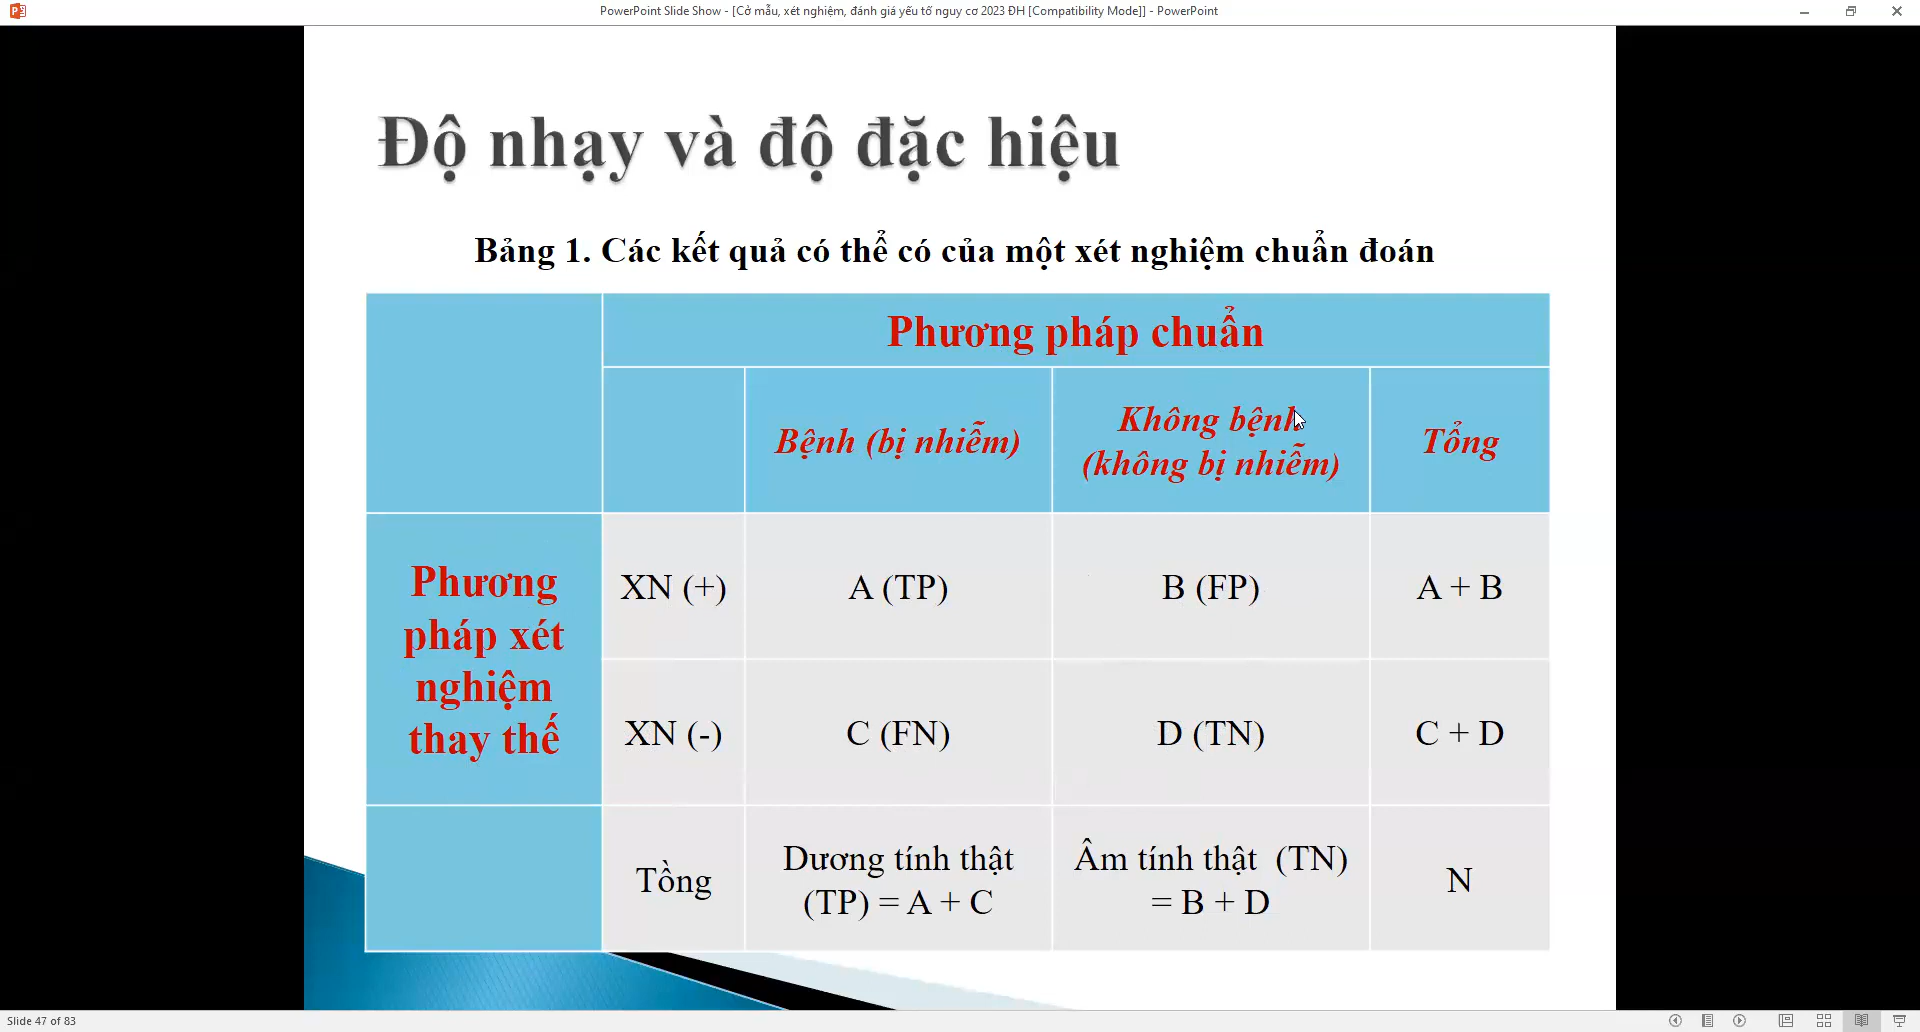 PowerPoint Slide Show - [Cở mẫu, xét nghiệm, đánh giá yếu tố nguy cơ 2023 ĐH [Compatibility Mode]] - PowerPoint
Độ nhạy và độ đặc hiệu
Bảng 1. Các kết quả có thể có của một xét nghiệm chuẩn đoán
Phương pháp chuẩn
Bệnh (bị nhiễm)
Không bệnh
(không bị nhiễm)
Tổng
Phương
pháp xét
nghiệm
thay thế
XN (+)
A (TP)
B (FP)
A + B
XN (-)
C (FN)
D (TN)
C + D
Tồng
Dương tính thật
(TP) = A + C
Âm tính thật (TN)
= B + D
N
Slide 47 of 83